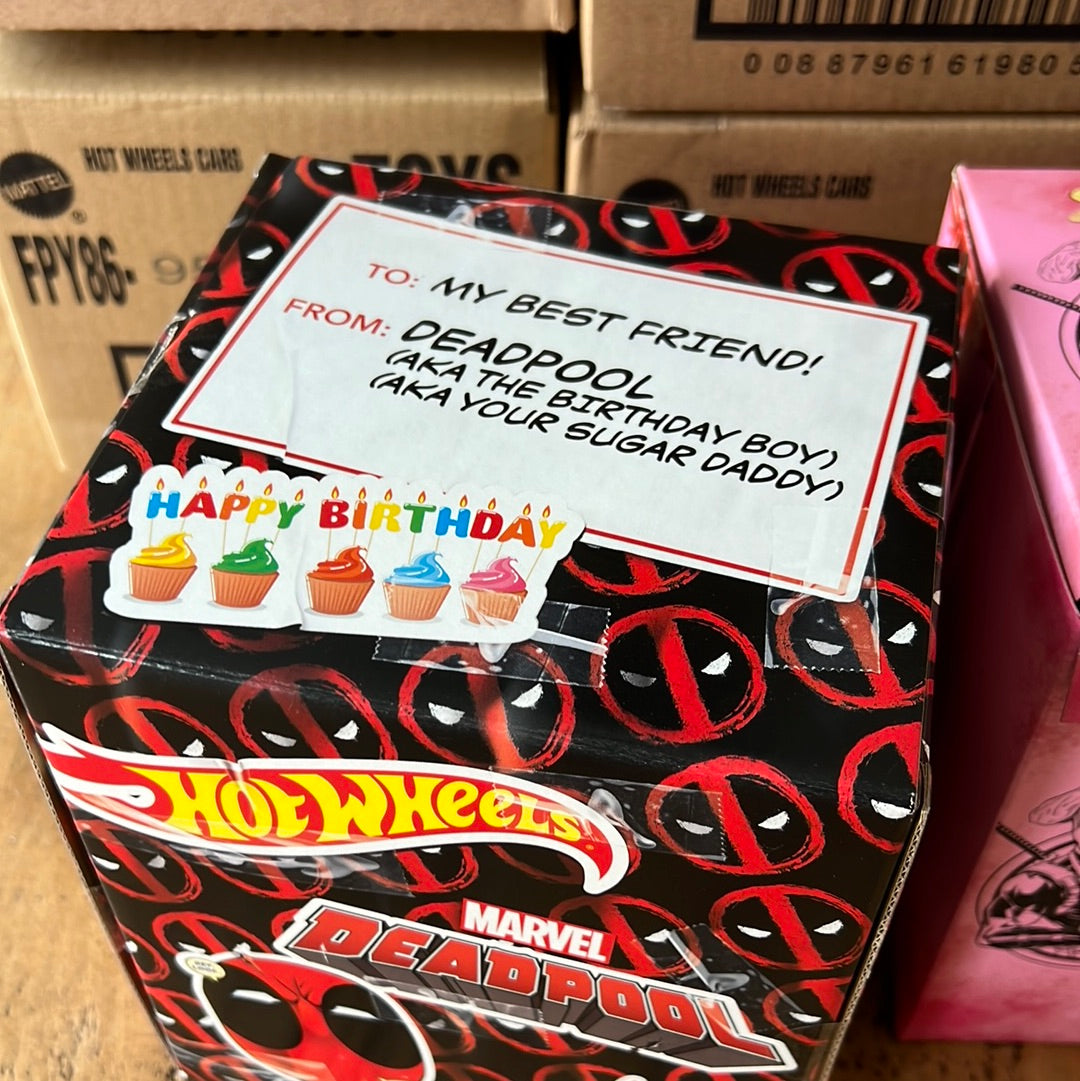 0 08 87961 61980
HOT WHEELS CARS
TOYS
MATTEL
®
FPY86-
HOT WHEELS CARS
TO: MY BEST FRIEND!
FROM: DEADPOOL
(AKA THE BIRTHDAY BOY)
(AKA YOUR SUGAR DADDY)
HAPPY BIRTHDAY
HOT WHEELS
MARVEL
DEADPOOL